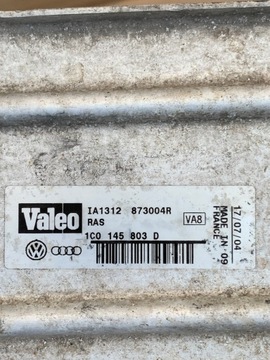 Valeo
IA1312 873004R
RAS
VA8
1C0 145 803 D
17/07/04
MADE IN 09
FRANCE